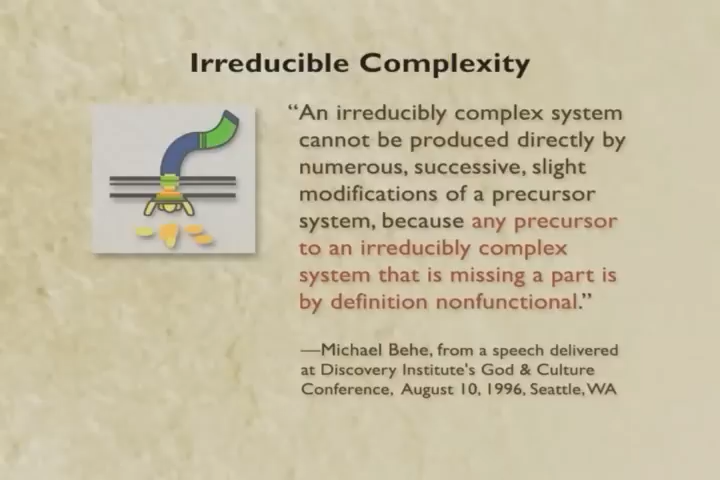 Irreducible Complexity
“An irreducibly complex system
cannot be produced directly by
numerous, successive, slight
modifications of a precursor
system, because any precursor
to an irreducibly complex
system that is missing a part is
by definition nonfunctional.”
—Michael Behe, from a speech delivered
at Discovery Institute's God & Culture
Conference, August 10, 1996, Seattle, WA